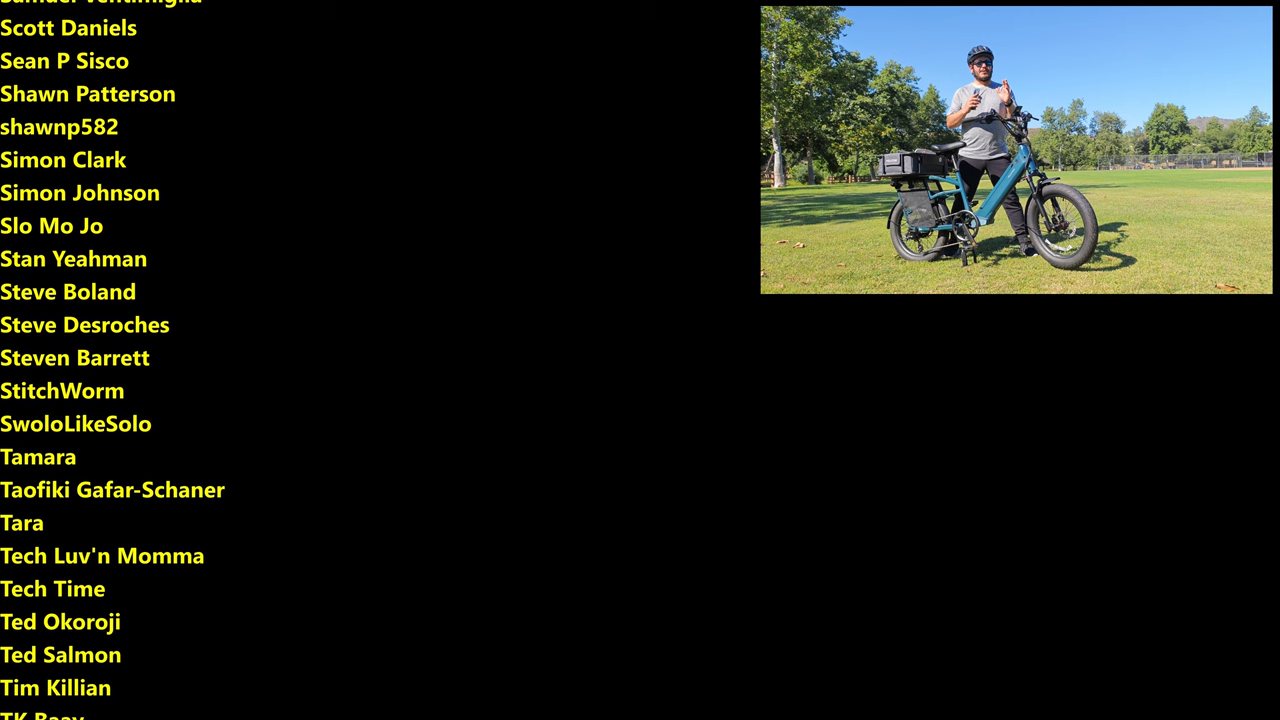 Scott Daniels
Sean P Sisco
Shawn Patterson
shawnp582
Simon Clark
Simon Johnson
Slo Mo Jo
Stan Yeahman
Steve Boland
Steve Desroches
Steven Barrett
StitchWorm
SwoloLikeSolo
Tamara
Taofiki Gafar-Schaner
Tara
Tech Luv'n Momma
Tech Time
Ted Okoroji
Ted Salmon
Tim Killian